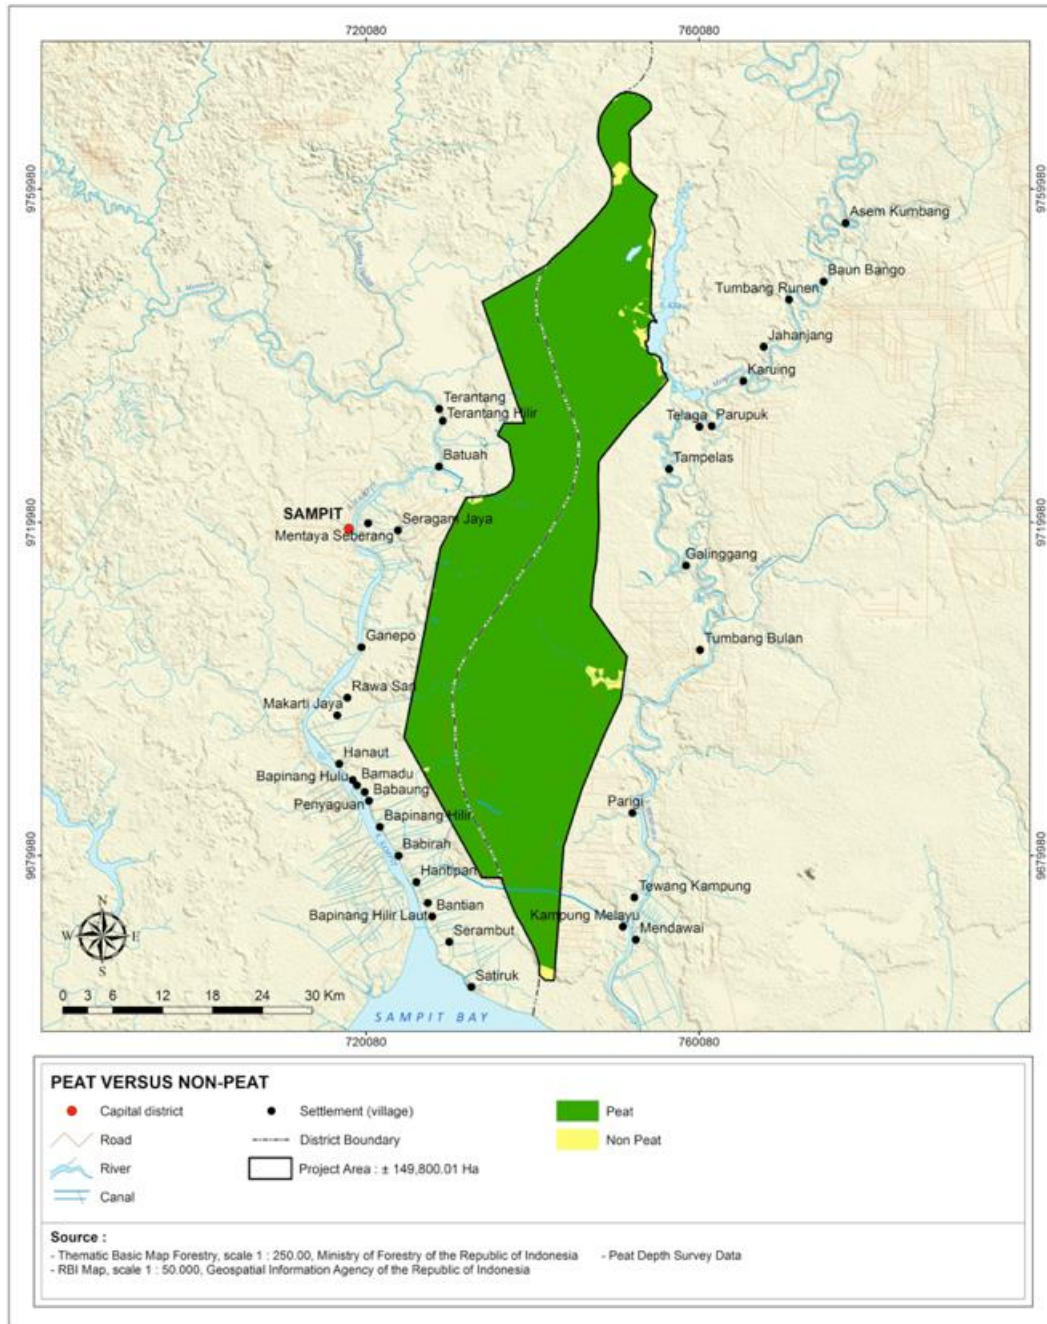 720080
760080
9759980
9759980
Asem Kumbang
Baun Bango
Tumbang Runen
Jahanjang
Karuing
Terantang
Terantang Hilir
Telaga
Parupuk
Batuah
Tampelas
SAMPIT
Seragam Jaya
Mentaya Seberang
9719980
9719980
Galinggang
Ganepo
Tumbang Bulan
Rawa Sari
Makarti Jaya
Hanaut
Bapinang Hulu
Bamadu
Babaung
Penyaguan
Parigi
Bapinang Hilir
Babirah
9679980
9679980
Hantipan
Tewang Kampung
Bantian
Bapinang Hilir Laut
Kampung Melayu
Mendawai
Serambut
Satiruk
N
W
E
S
0 3 6 12 18 24 30 Km
SAMPIT BAY
720080
760080
PEAT VERSUS NON-PEAT
Capital district
Settlement (village)
Peat
Road
District Boundary
Non Peat
River
Project Area : ± 149,800.01 Ha
Canal
Source :
- Thematic Basic Map Forestry, scale 1 : 250.00, Ministry of Forestry of the Republic of Indonesia - Peat Depth Survey Data
- RBI Map, scale 1 : 50.000, Geospatial Information Agency of the Republic of Indonesia